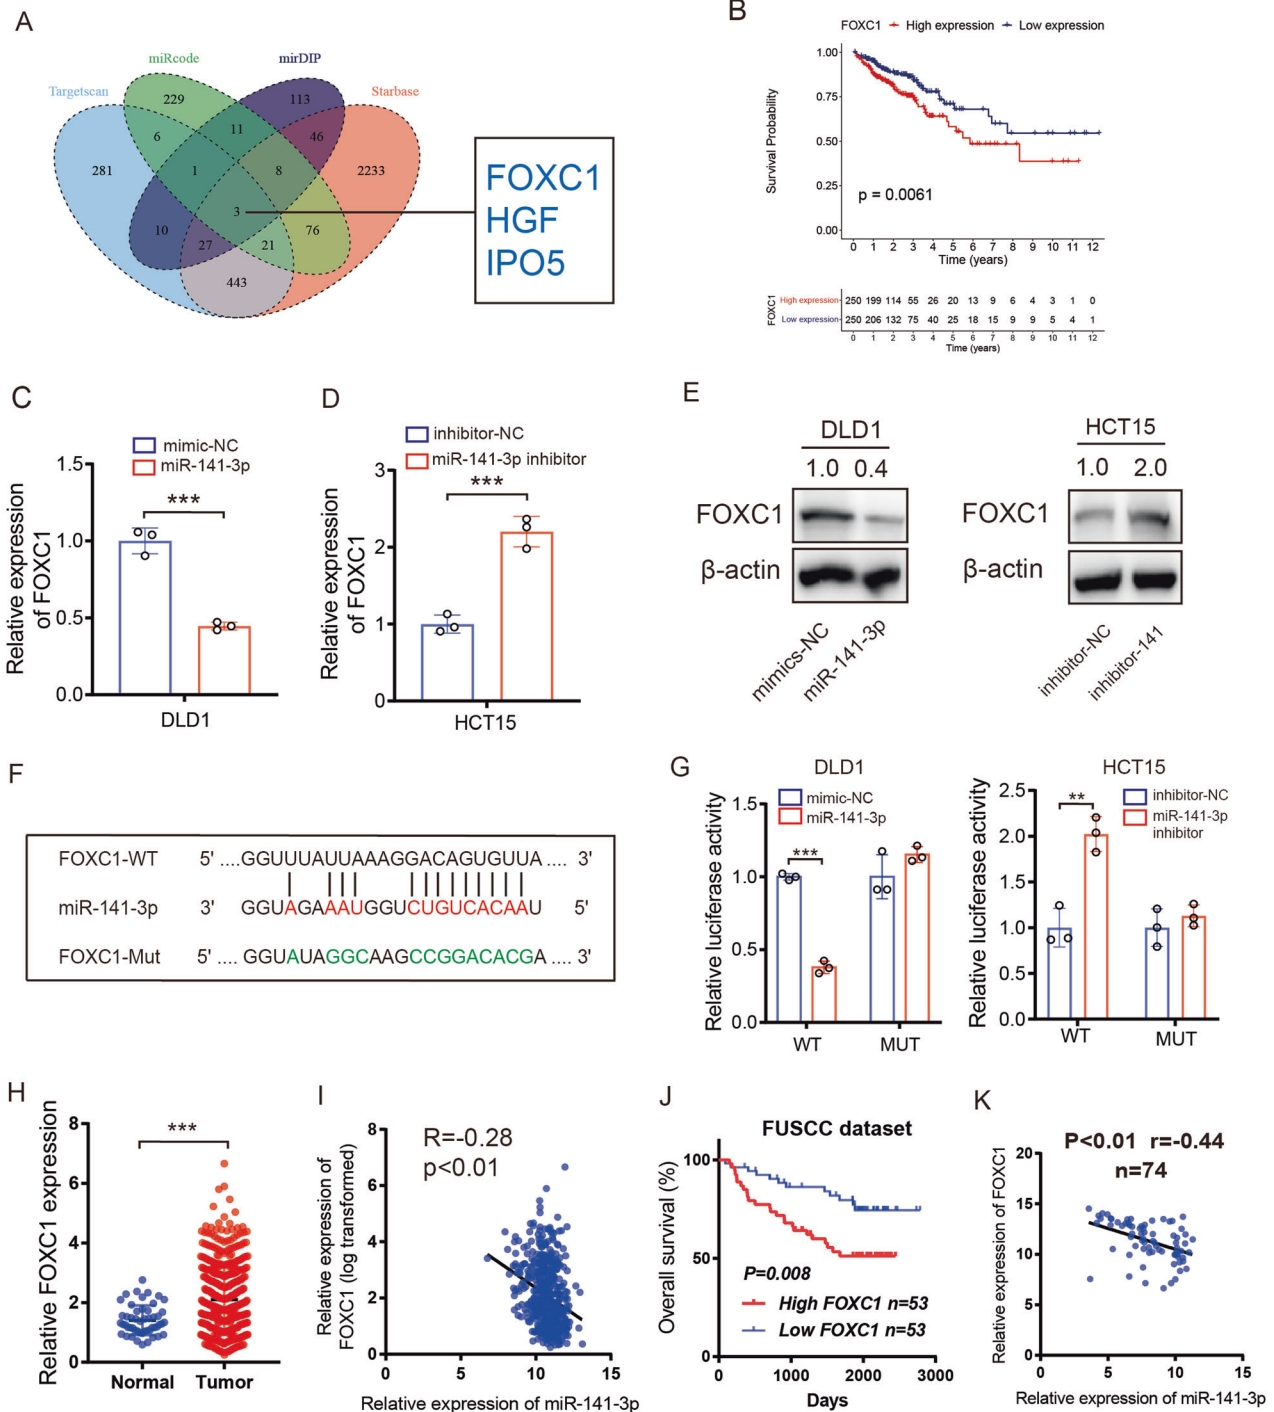 A
miRcode
mirDIP
Targetscan
Starbase
229
113
6
11
46
281
1
8
2233
3
10
76
27
21
443
FOXC1
HGF
IPO5
B
FOXC1 High expression Low expression
Survival Probability
1.00
0.75
0.50
0.25
0.00
p = 0.0061
0 1 2 3 4 5 6 7 8 9 10 11 12
Time (years)
FOXC1
High expression 250 199 114 55 26 20 13 9 6 4 3 1 0
Low expression 250 206 132 75 40 25 18 15 9 9 5 4 1
0 1 2 3 4 5 6 7 8 9 10 11 12
Time (years)
C
mimic-NC
miR-141-3p
Relative expression
of FOXC1
1.5
1.0
0.5
0.0
***
DLD1
D
inhibitor-NC
miR-141-3p inhibitor
Relative expression
of FOXC1
3
2
1
0
***
HCT15
E
DLD1
1.0 0.4
FOXC1
β-actin
mimics-NC
miR-141-3p
HCT15
1.0 2.0
FOXC1
β-actin
inhibitor-NC
inhibitor-141
F
FOXC1-WT 5' ....GGUUUAUUAAAGGACAGUGUUA .... 3'
miR-141-3p 3' GGUAGAAAUGGUCUGUCACAAU 5'
FOXC1-Mut 5' .... GGUAUAGGCAAGCCGGACACGA .... 3'
G
DLD1
mimic-NC
miR-141-3p
Relative luciferase activity
1.5
1.0
0.5
0.0
***
WT MUT
HCT15
inhibitor-NC
miR-141-3p
inhibitor
Relative luciferase activity
2.5
2.0
1.5
1.0
0.5
0.0
**
WT MUT
H
Relative FOXC1 expression
8
6
4
2
0
***
Normal Tumor
I
Relative expression of
FOXC1 (log transformed)
8
6
4
2
0
R=-0.28
p<0.01
0 5 10 15
Relative expression of miR-141-3p
J
FUSCC dataset
Overall survival (%)
100
50
0
P=0.008
High FOXC1 n=53
Low FOXC1 n=53
0 1000 2000 3000
Days
K
P<0.01 r=-0.44
n=74
Relative expression of FOXC1
20
15
10
5
0
0 5 10 15
Relative expression of miR-141-3p